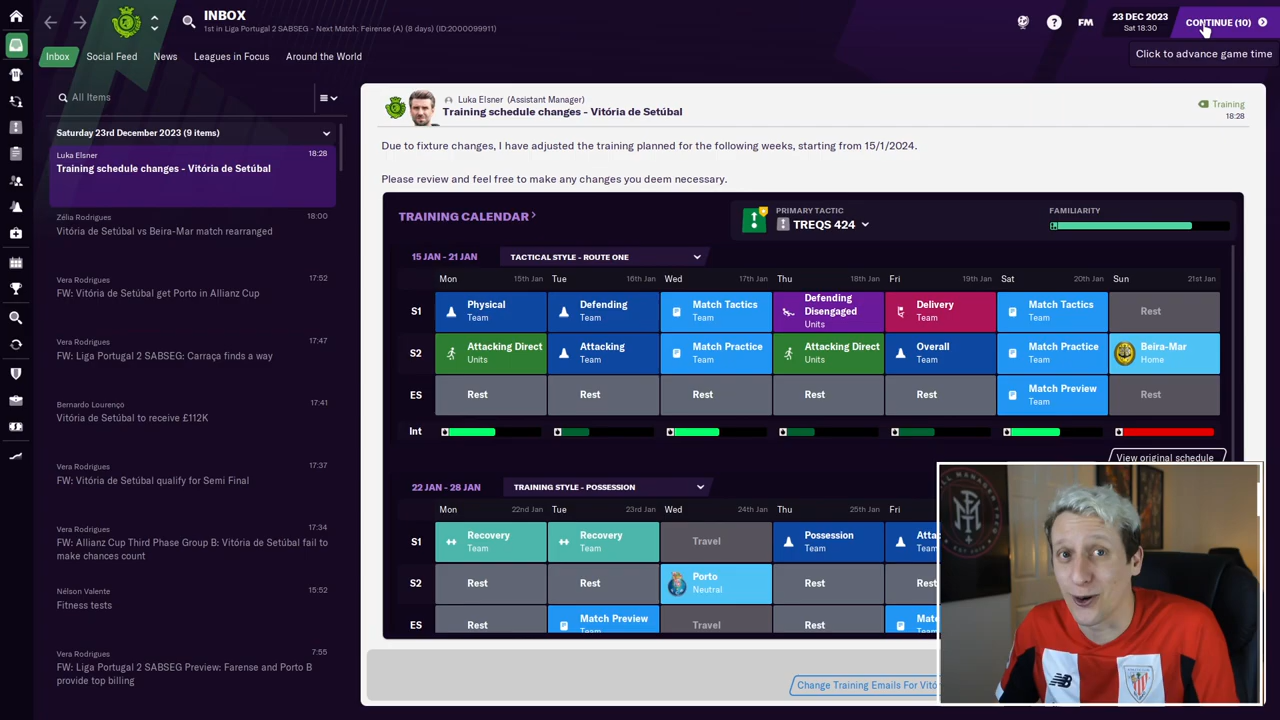 INBOX
1st in Liga Portugal 2 SABSEG - Next Match: Feirense (A) (8 days) (ID:2000099911)
FM
23 DEC 2023
Sat 18:30
CONTINUE (10)
Click to advance game time
Inbox
Social Feed
News
Leagues in Focus
Around the World
All Items
Saturday 23rd December 2023 (9 items)
Luka Elsner
18:28
Training schedule changes - Vitória de Setúbal
Zélia Rodrigues
18:00
Vitória de Setúbal vs Beira-Mar match rearranged
Vera Rodrigues
17:52
FW: Vitória de Setúbal get Porto in Allianz Cup
Vera Rodrigues
17:47
FW: Liga Portugal 2 SABSEG: Carraça finds a way
Bernardo Lourenço
17:41
Vitória de Setúbal to receive £112K
Vera Rodrigues
17:37
FW: Vitória de Setúbal qualify for Semi Final
Vera Rodrigues
17:34
FW: Allianz Cup Third Phase Group B: Vitória de Setúbal fail to
make chances count
Nélson Valente
15:52
Fitness tests
Vera Rodrigues
7:55
FW: Liga Portugal 2 SABSEG Preview: Farense and Porto B
provide top billing
Luka Elsner (Assistant Manager)
Training schedule changes - Vitória de Setúbal
Training
18:28
Due to fixture changes, I have adjusted the training planned for the following weeks, starting from 15/1/2024.
Please review and feel free to make any changes you deem necessary.
TRAINING CALENDAR
PRIMARY TACTIC
TREQS 424
FAMILIARITY
15 JAN - 21 JAN
TACTICAL STYLE - ROUTE ONE
Mon 15th Jan Tue 16th Jan Wed 17th Jan Thu 18th Jan Fri 19th Jan Sat 20th Jan Sun 21st Jan
S1
Physical
Team
Defending
Team
Match Tactics
Team
Defending
Disengaged
Units
Delivery
Team
Match Tactics
Team
Rest
S2
Attacking Direct
Units
Attacking
Team
Match Practice
Team
Attacking Direct
Units
Overall
Team
Match Practice
Team
Beira-Mar
Home
ES
Rest
Rest
Rest
Rest
Rest
Match Preview
Team
Rest
Int
View original schedule
22 JAN - 28 JAN
TRAINING STYLE - POSSESSION
Mon 22nd Jan Tue 23rd Jan Wed 24th Jan Thu 25th Jan Fri
S1
Recovery
Team
Recovery
Team
Travel
Possession
Team
Atta
Team
S2
Rest
Rest
Porto
Neutral
Rest
Rest
ES
Rest
Match Preview
Team
Travel
Rest
Mat
Team
Change Training Emails For Vitó